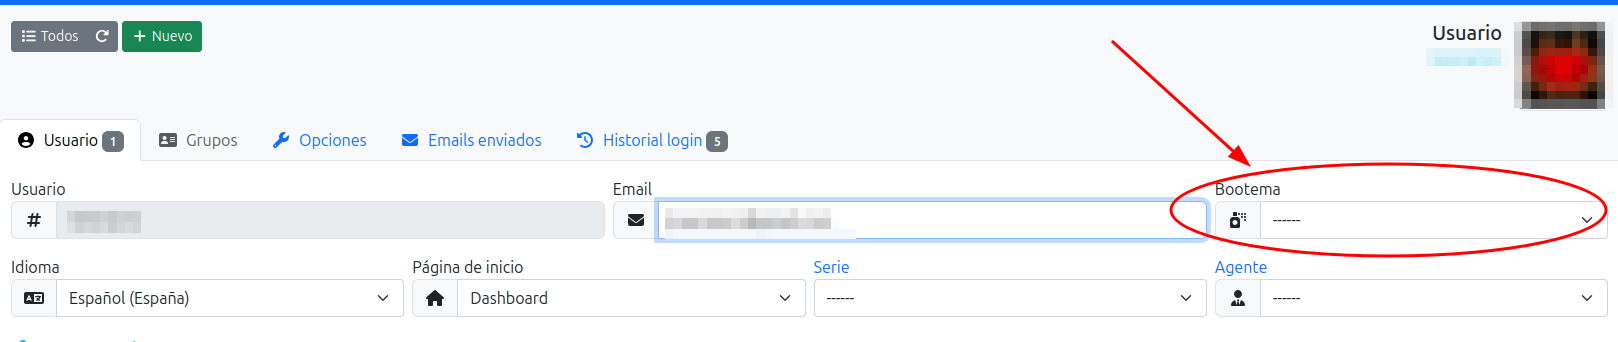 Todos
Nuevo
Usuario
Usuario 1
Grupos
Opciones
Emails enviados
Historial login 5
Usuario
Email
Bootema
------
Idioma
Página de inicio
Serie
Agente
Español (España)
Dashboard
------
------